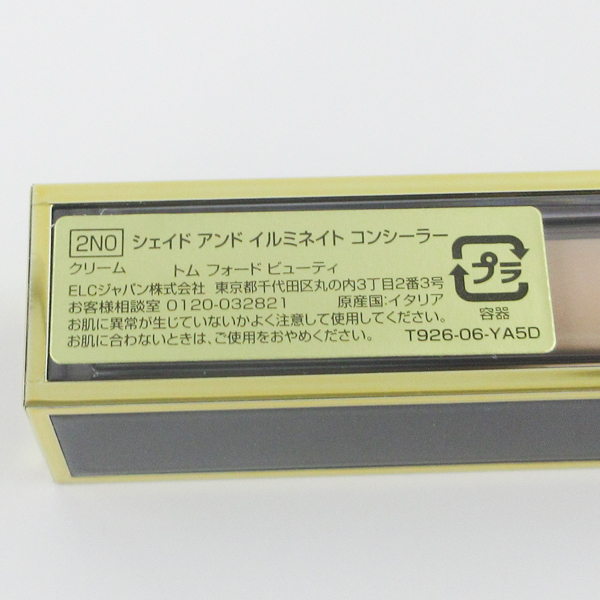 2N0 シェイド アンド イルミネイト コンシーラー
クリーム トム フォード ビューティ
ELCジャパン株式会社 東京都千代田区丸の内3丁目2番3号
お客様相談室 0120-032821 原産国:イタリア
お肌に異常が生じていないかよく注意して使用してください。
お肌に合わないときは、ご使用をおやめください。
プラ
容器
T926-06-YA5D